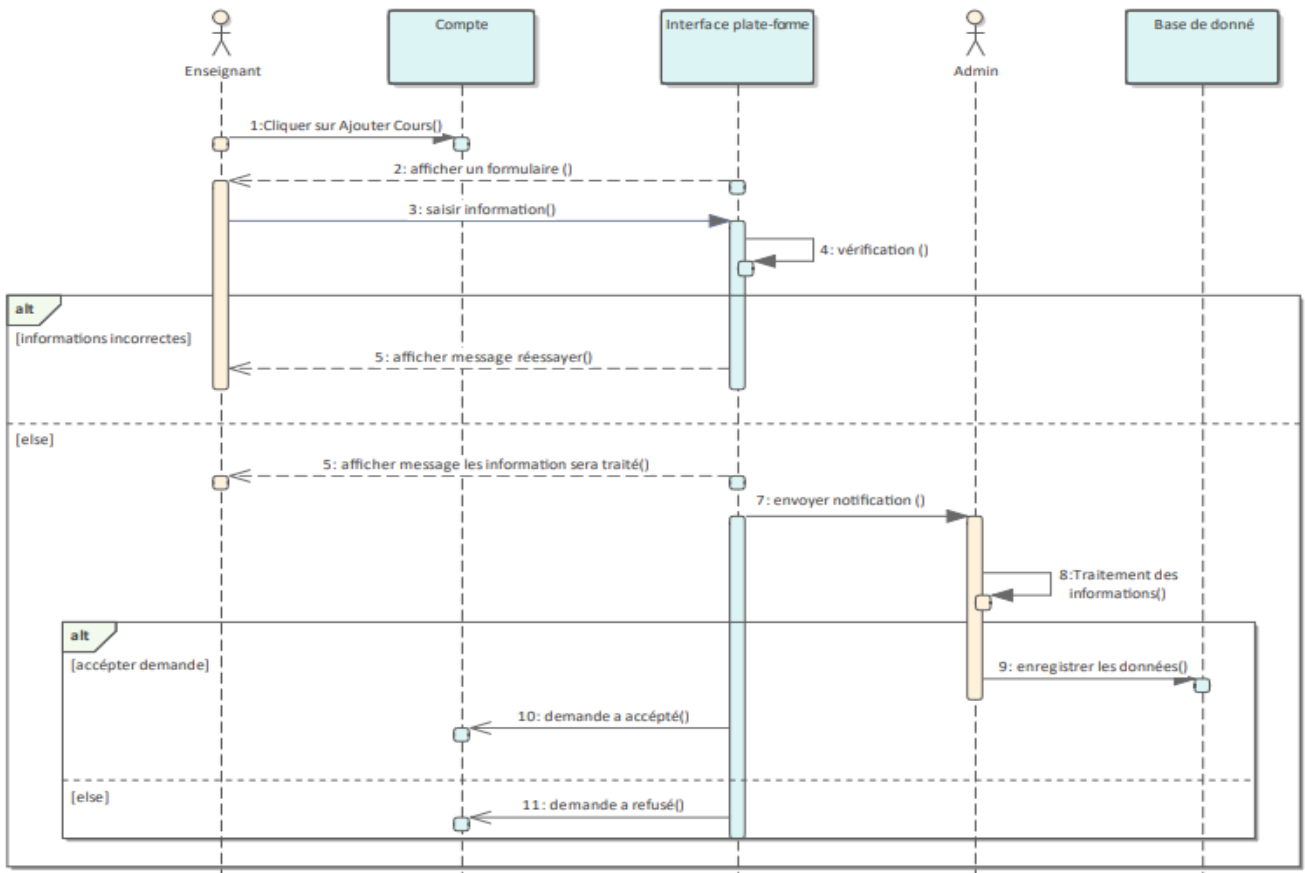 Enseignant
Compte
Interface plate-forme
Admin
Base de donné
1:Cliquer sur Ajouter Cours()
2: afficher un formulaire ()
3: saisir information()
4: vérification ()
alt
[informations incorrectes]
5: afficher message réessayer()
[else]
5: afficher message les information sera traité()
7: envoyer notification ()
8:Traitement des
informations()
alt
[accépter demande]
9: enregistrer les données()
10: demande a accépté()
[else]
11: demande a refusé()